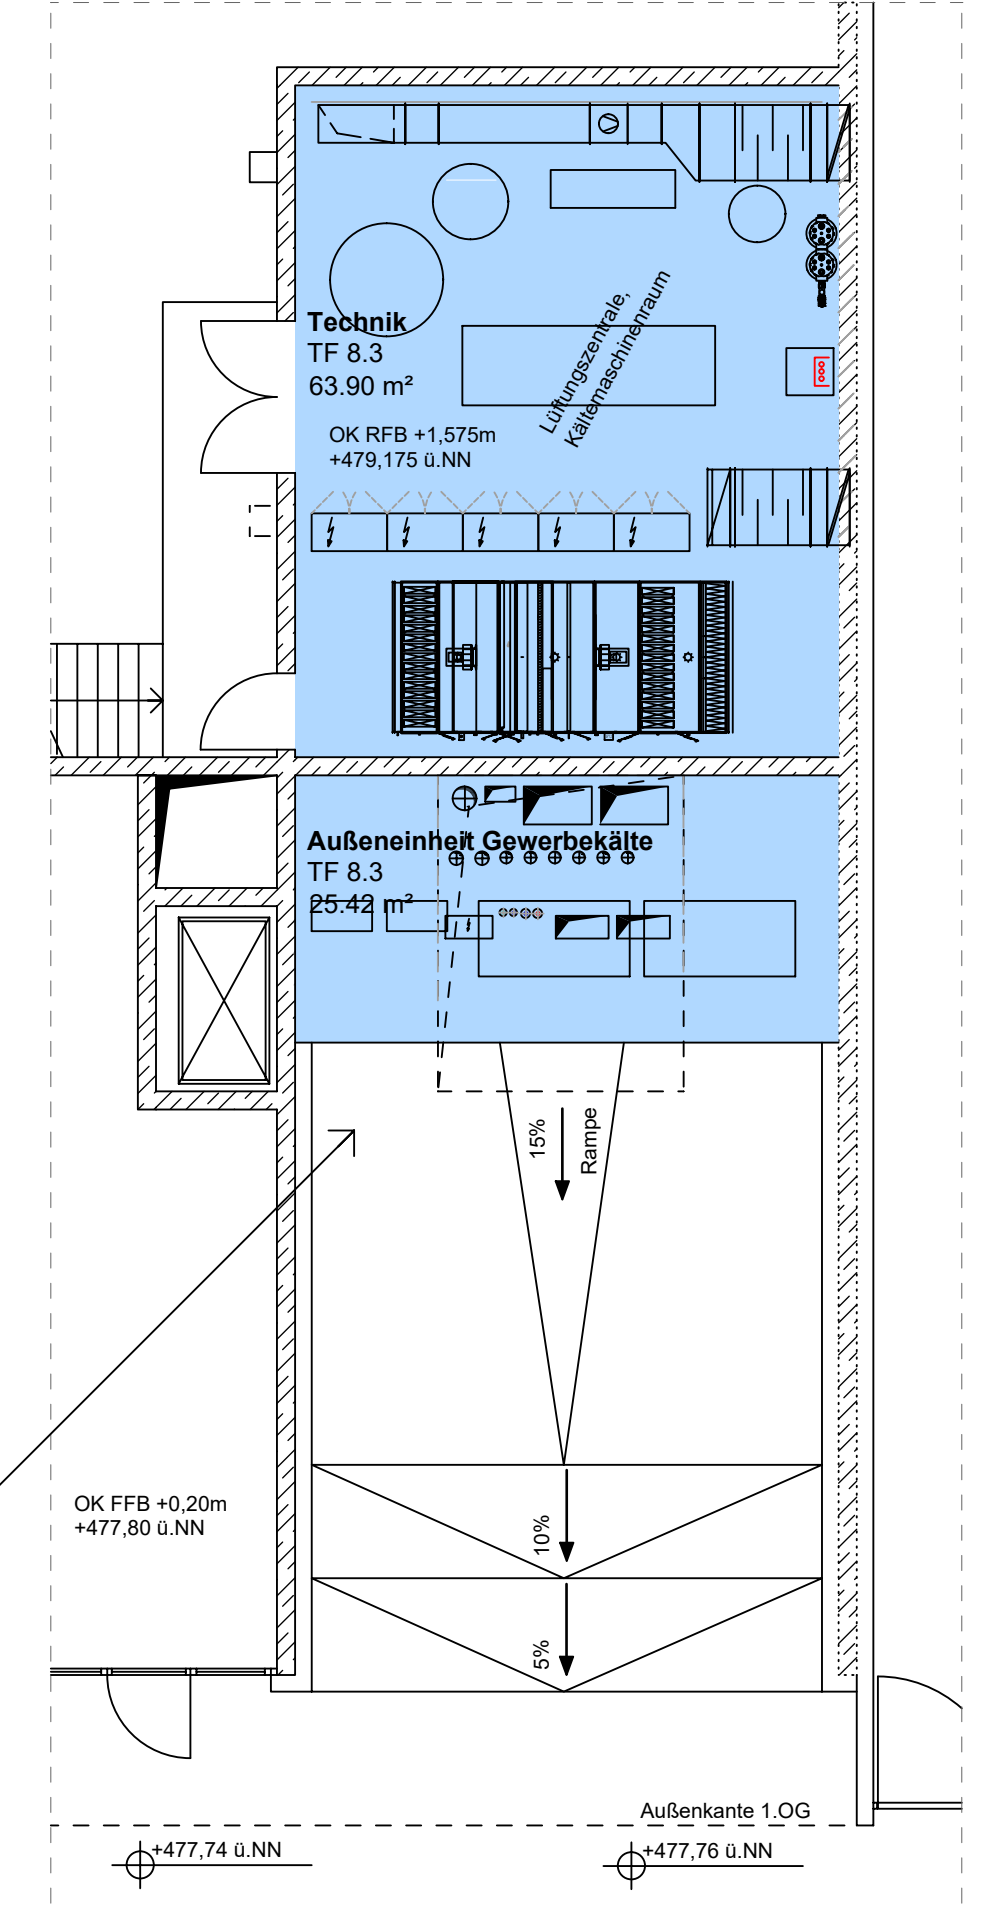 Technik
TF 8.3
63.90 m²
Lüftungszentrale,
Kältemaschinenraum
OK RFB +1,575m
+479,175 ü.NN
Außeneinheit Gewerbekälte
TF 8.3
25.42 m²
15%
Rampe
OK FFB +0,20m
+477,80 ü.NN
10%
5%
Außenkante 1.OG
+477,74 ü.NN
+477,76 ü.NN